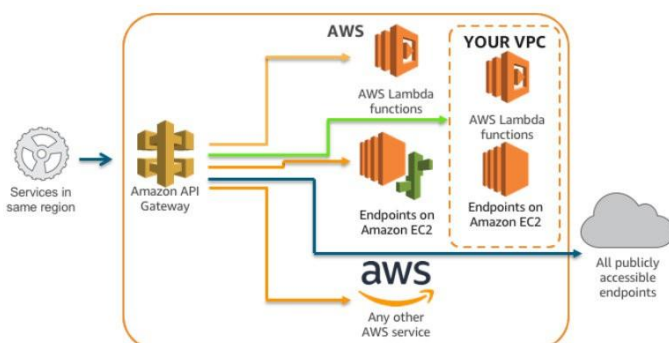 AWS
YOUR VPC
AWS Lambda
functions
AWS Lambda
functions
Services in
same region
Amazon API
Gateway
Endpoints on
Amazon EC2
Endpoints on
Amazon EC2
All publicly
accessible
endpoints
aws
Any other
AWS service